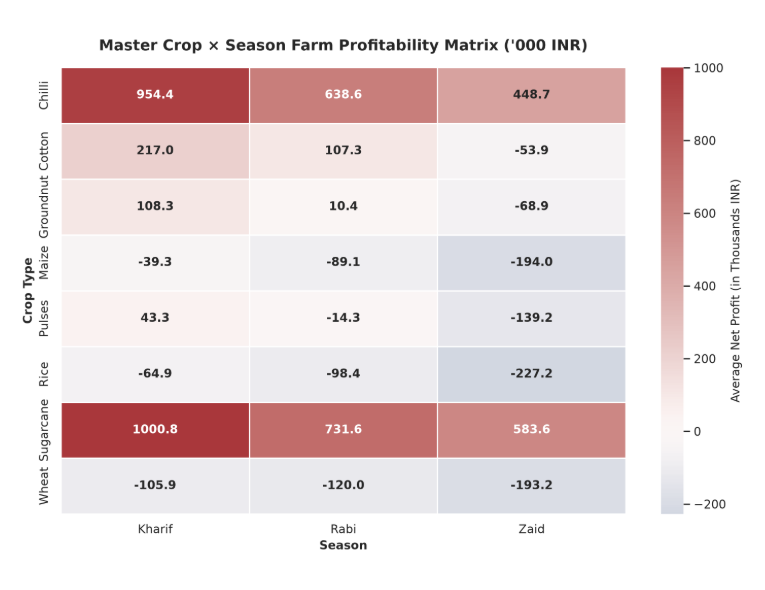 Master Crop × Season Farm Profitability Matrix ('000 INR)
Crop Type
Chilli
954.4
638.6
448.7
Cotton
217.0
107.3
-53.9
Groundnut
108.3
10.4
-68.9
Maize
-39.3
-89.1
-194.0
Pulses
43.3
-14.3
-139.2
Rice
-64.9
-98.4
-227.2
Sugarcane
1000.8
731.6
583.6
Wheat
-105.9
-120.0
-193.2
Kharif
Rabi
Zaid
Season
1000
800
600
400
200
0
−200
Average Net Profit (in Thousands INR)